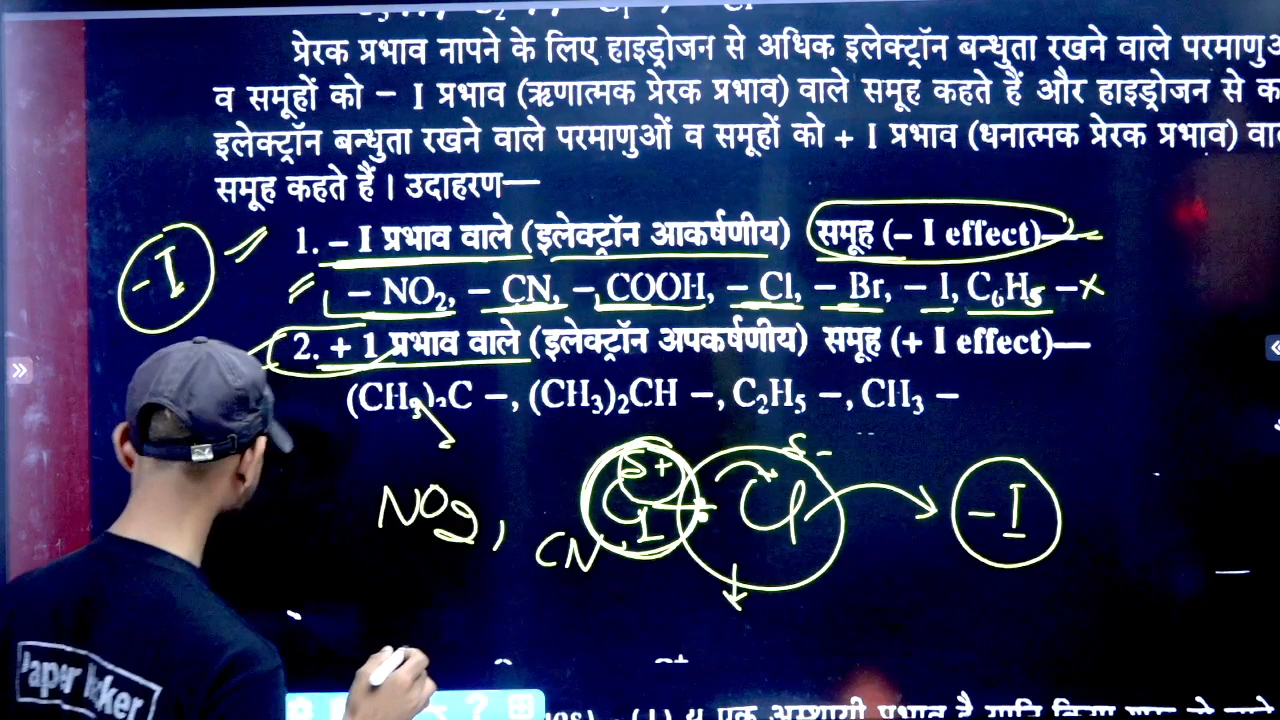 प्रेरक प्रभाव नापने के लिए हाइड्रोजन से अधिक इलेक्ट्रॉन बन्धुता रखने वाले
व समूहों को – I प्रभाव (ऋणात्मक प्रेरक प्रभाव) वाले समूह कहते हैं और हाइड्रोजन से
इलेक्ट्रॉन बन्धुता रखने वाले परमाणुओं व समूहों को + I प्रभाव (धनात्मक प्रेरक प्रभाव)
समूह कहते हैं। उदाहरण—
-I
1. – I प्रभाव वाले (इलेक्ट्रॉन आकर्षणीय) समूह (– I effect)—
– NO₂, – CN, –, COOH, – Cl, – Br, – I, C₆H₅ – x
2. + 1 प्रभाव वाले (इलेक्ट्रॉन अपकर्षणीय) समूह (+ I effect)—
(CH₃)₃C –, (CH₃)₂CH –, C₂H₅ –, CH₃ –
NO₂, CN
δ+ δ-
Cl
-I
Paper